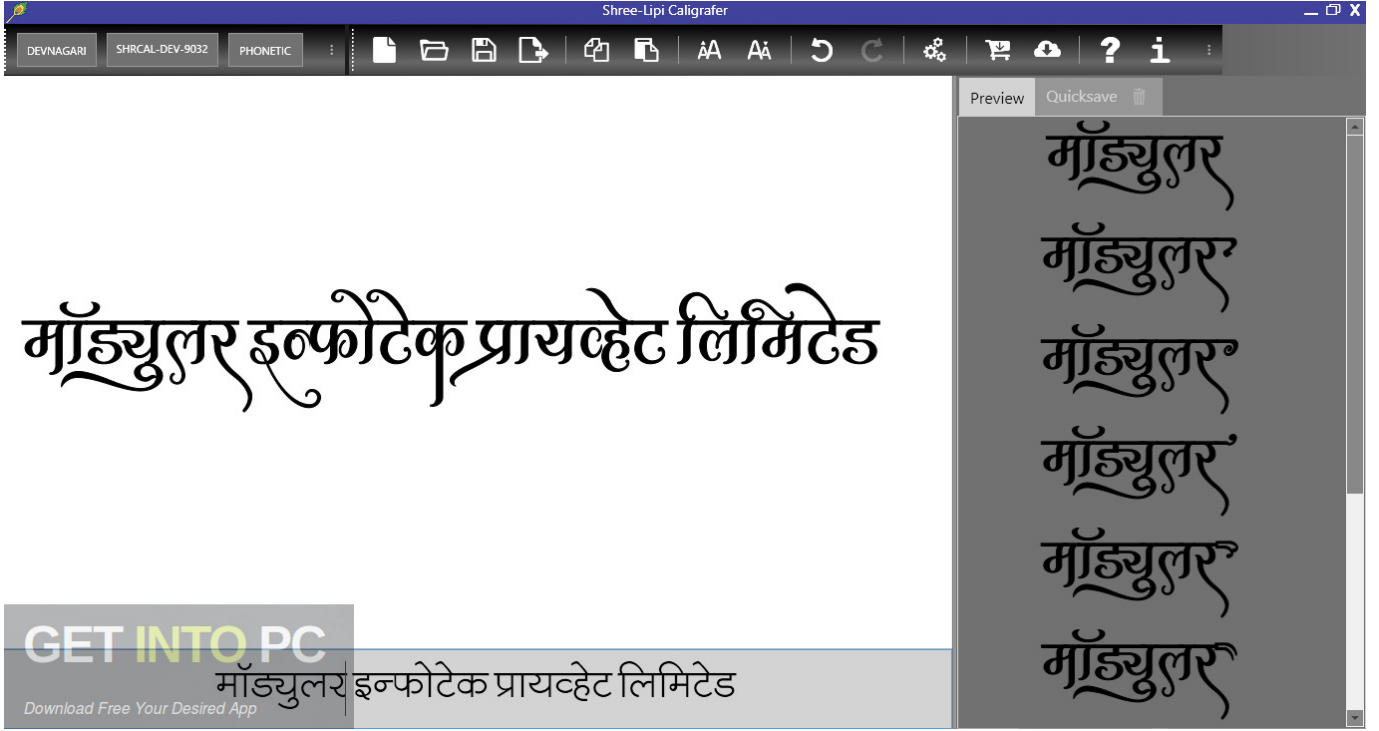 Shree-Lipi Caligrafer
DEVNAGARI SHRCAL-DEV-9032 PHONETIC
Preview Quicksave
मॉड्युलर इन्फोटेक प्रायव्हेट लिमिटेड
मॉड्युलर
मॉड्युलर
मॉड्युलर
मॉड्युलर
मॉड्युलर
मॉड्युलर
GET INTO PC
मॉड्युलर इन्फोटेक प्रायव्हेट लिमिटेड
Download Free Your Desired App